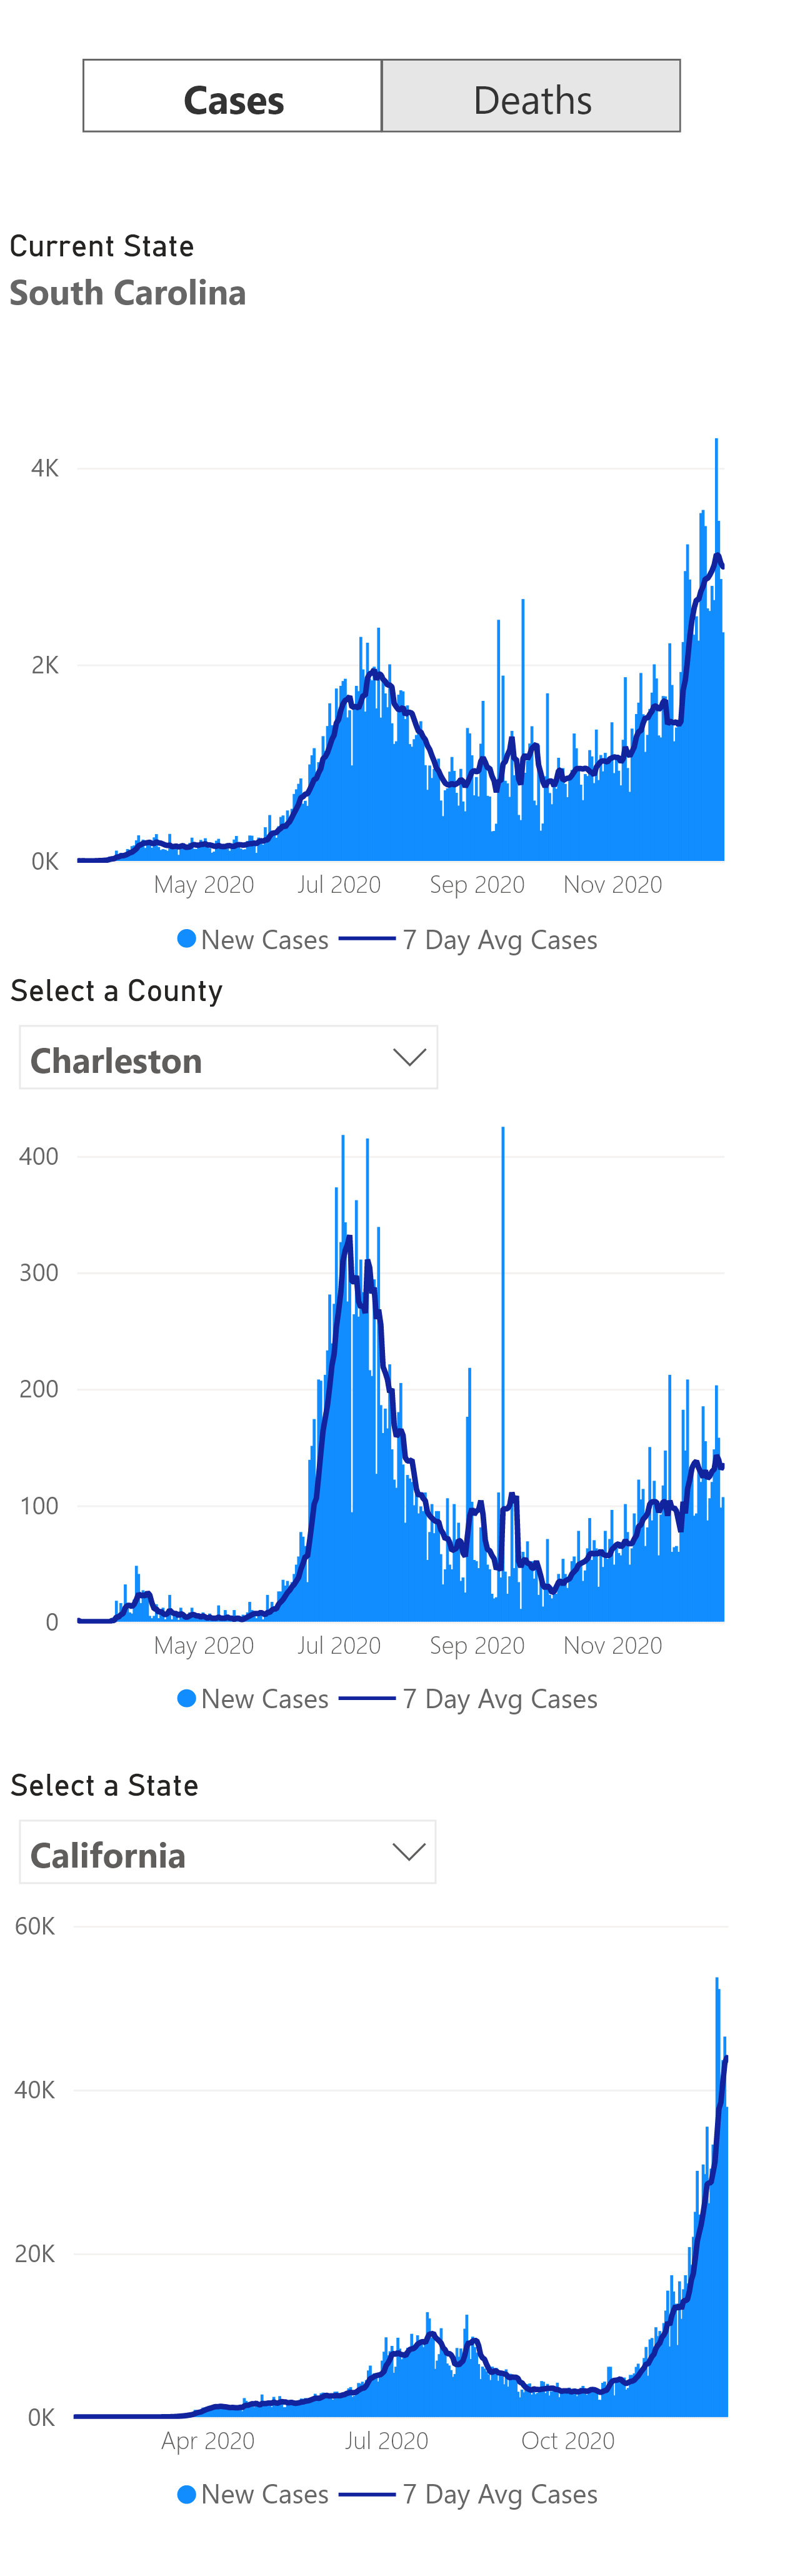 Cases Deaths
Current State
South Carolina
4K
2K
0K
May 2020 Jul 2020 Sep 2020 Nov 2020
New Cases 7 Day Avg Cases
Select a County
Charleston
400
300
200
100
0
May 2020 Jul 2020 Sep 2020 Nov 2020
New Cases 7 Day Avg Cases
Select a State
California
60K
40K
20K
0K
Apr 2020 Jul 2020 Oct 2020
New Cases 7 Day Avg Cases